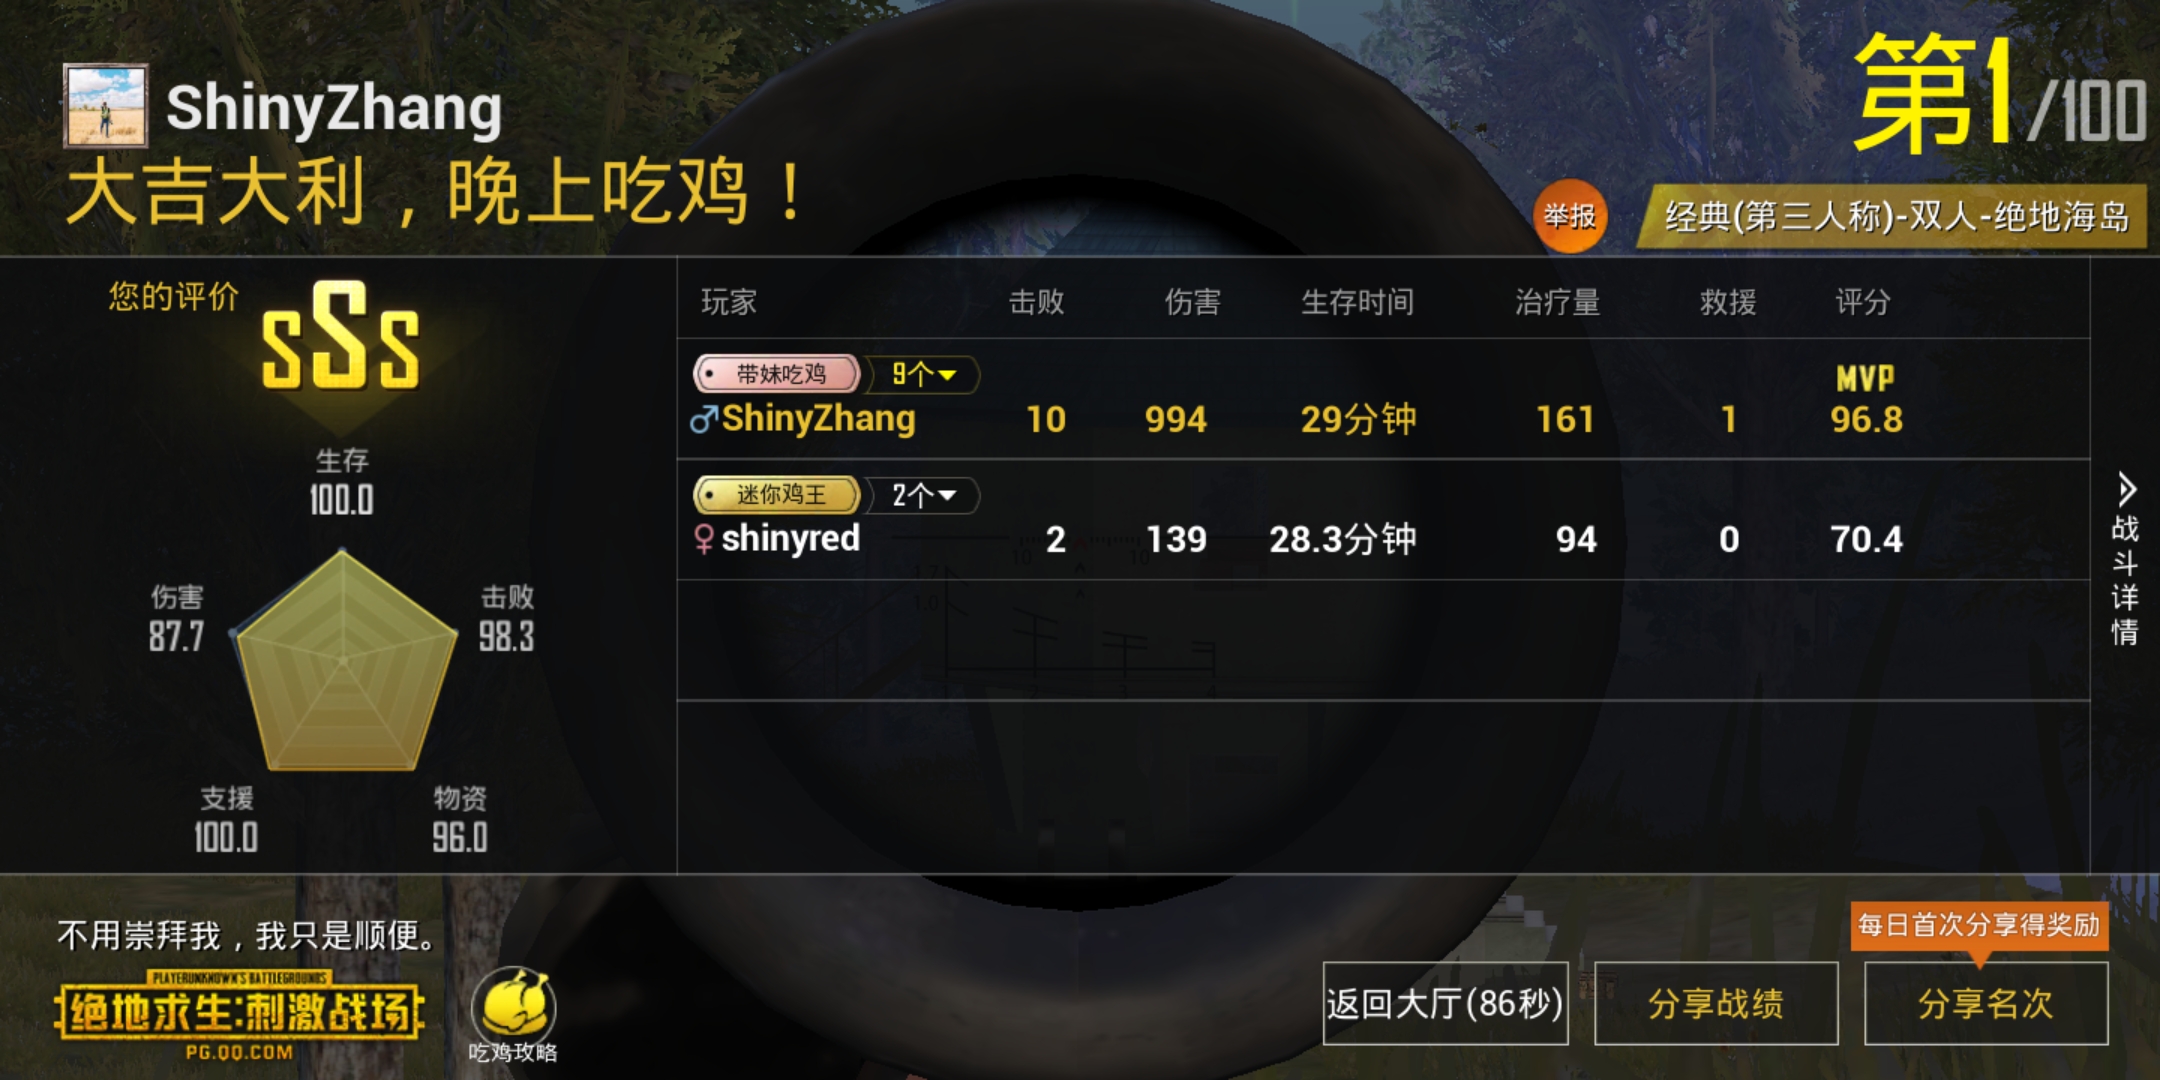 ShinyZhang
大吉大利，晚上吃鸡！
第1/100
举报
经典(第三人称)-双人-绝地海岛
您的评价
sSs
生存
100.0
伤害
87.7
击败
98.3
支援
100.0
物资
96.0
玩家 击败 伤害 生存时间 治疗量 救援 评分
带妹吃鸡 9个
MVP
♂ShinyZhang 10 994 29分钟 161 1 96.8
迷你鸡王 2个
♀shinyred 2 139 28.3分钟 94 0 70.4
战斗详情
不用崇拜我，我只是顺便。
PLAYERUNKNOWN'S BATTLEGROUNDS
绝地求生:刺激战场
PG.QQ.COM
吃鸡攻略
每日首次分享得奖励
返回大厅(86秒)
分享战绩
分享名次